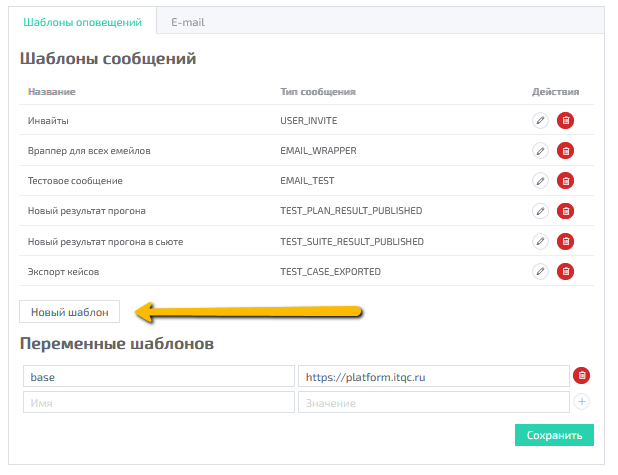 Шаблоны оповещений E-mail
Шаблоны сообщений
Название Тип сообщения Действия
Инвайты USER_INVITE
Враппер для всех емейлов EMAIL_WRAPPER
Тестовое сообщение EMAIL_TEST
Новый результат прогона TEST_PLAN_RESULT_PUBLISHED
Новый результат прогона в сьюте TEST_SUITE_RESULT_PUBLISHED
Экспорт кейсов TEST_CASE_EXPORTED
Новый шаблон
Переменные шаблонов
base https://platform.itqc.ru
Имя Значение
Сохранить